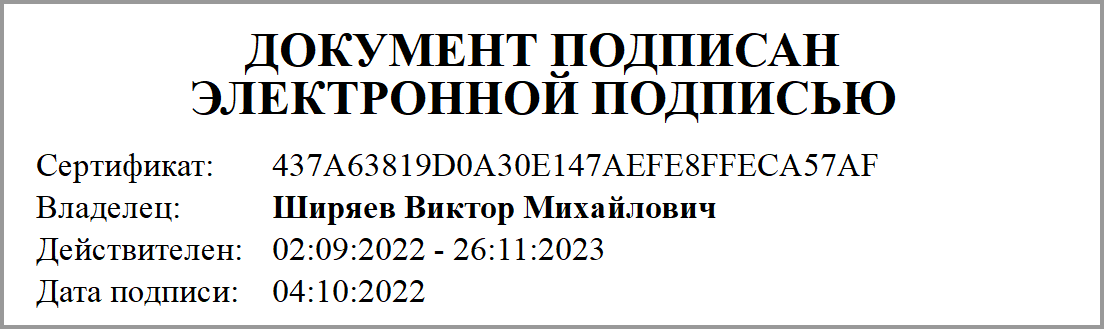 ДОКУМЕНТ ПОДПИСАН
ЭЛЕКТРОННОЙ ПОДПИСЬЮ
Сертификат: 437A63819D0A30E147AEFE8FFECA57AF
Владелец: Ширяев Виктор Михайлович
Действителен: 02:09:2022 - 26:11:2023
Дата подписи: 04:10:2022